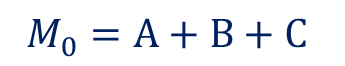 M₀ = A + B + C